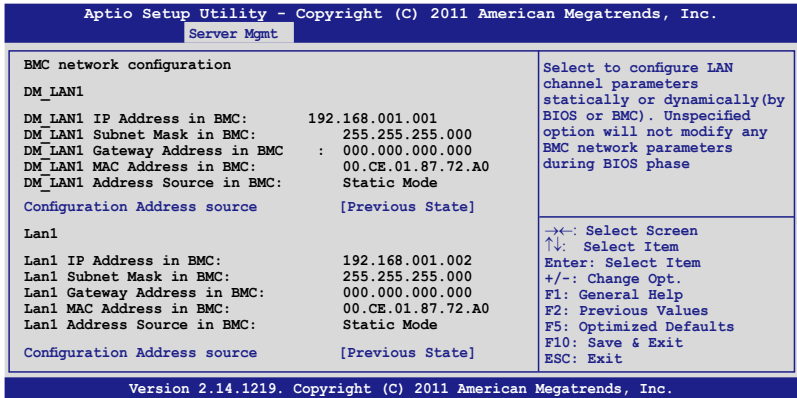 Aptio Setup Utility - Copyright (C) 2011 American Megatrends, Inc.
Server Mgmt
BMC network configuration
DM_LAN1
DM_LAN1 IP Address in BMC: 192.168.001.001
DM_LAN1 Subnet Mask in BMC: 255.255.255.000
DM_LAN1 Gateway Address in BMC : 000.000.000.000
DM_LAN1 MAC Address in BMC: 00.CE.01.87.72.A0
DM_LAN1 Address Source in BMC: Static Mode
Configuration Address source [Previous State]
Lan1
Lan1 IP Address in BMC: 192.168.001.002
Lan1 Subnet Mask in BMC: 255.255.255.000
Lan1 Gateway Address in BMC: 000.000.000.000
Lan1 MAC Address in BMC: 00.CE.01.87.72.A0
Lan1 Address Source in BMC: Static Mode
Configuration Address source [Previous State]
Select to configure LAN
channel parameters
statically or dynamically(by
BIOS or BMC). Unspecified
option will not modify any
BMC network parameters
during BIOS phase
→←: Select Screen
↑↓: Select Item
Enter: Select Item
+/-: Change Opt.
F1: General Help
F2: Previous Values
F5: Optimized Defaults
F10: Save & Exit
ESC: Exit
Version 2.14.1219. Copyright (C) 2011 American Megatrends, Inc.